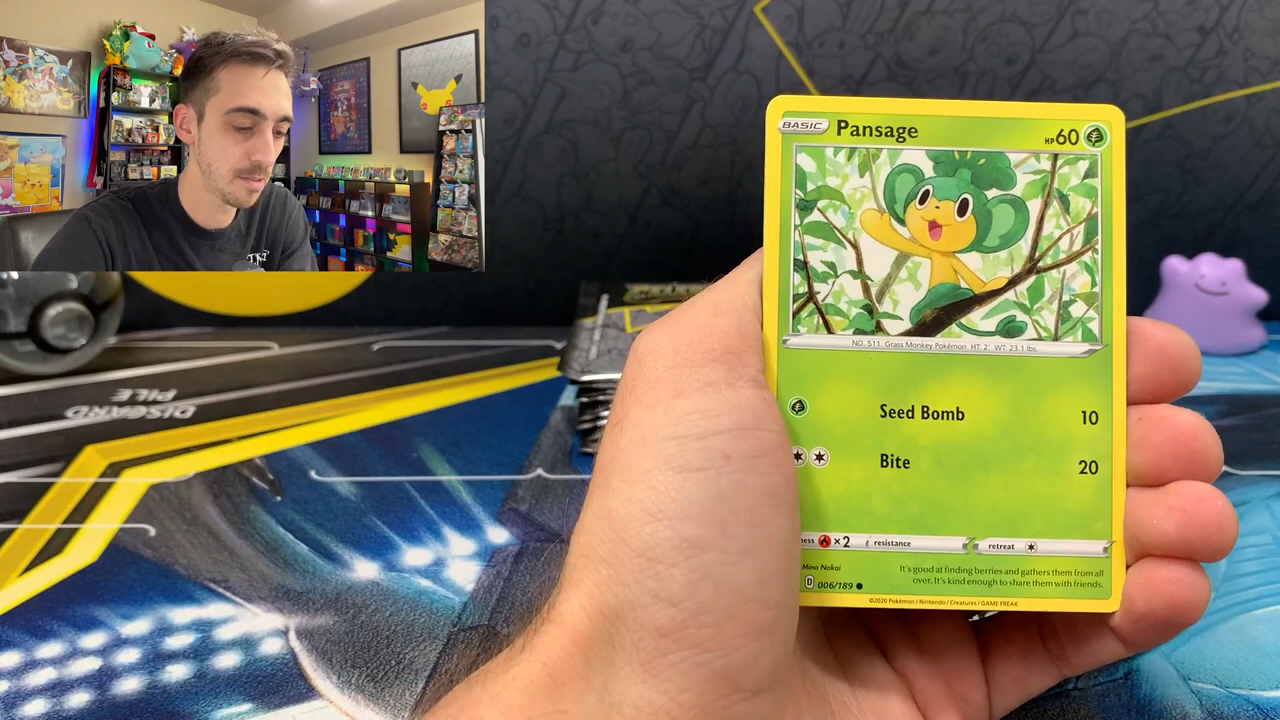 BASIC Pansage HP60
NO. 511 Grass Monkey Pokémon HT: 2' WT: 23.1 lbs.
Seed Bomb 10
Bite 20
ness ×2 resistance retreat
Mina Nakai
It's good at finding berries and gathers them from all
over. It's kind enough to share them with friends.
D 006/189
©2020 Pokémon / Nintendo / Creatures / GAME FREAK
DISCARD
PILE